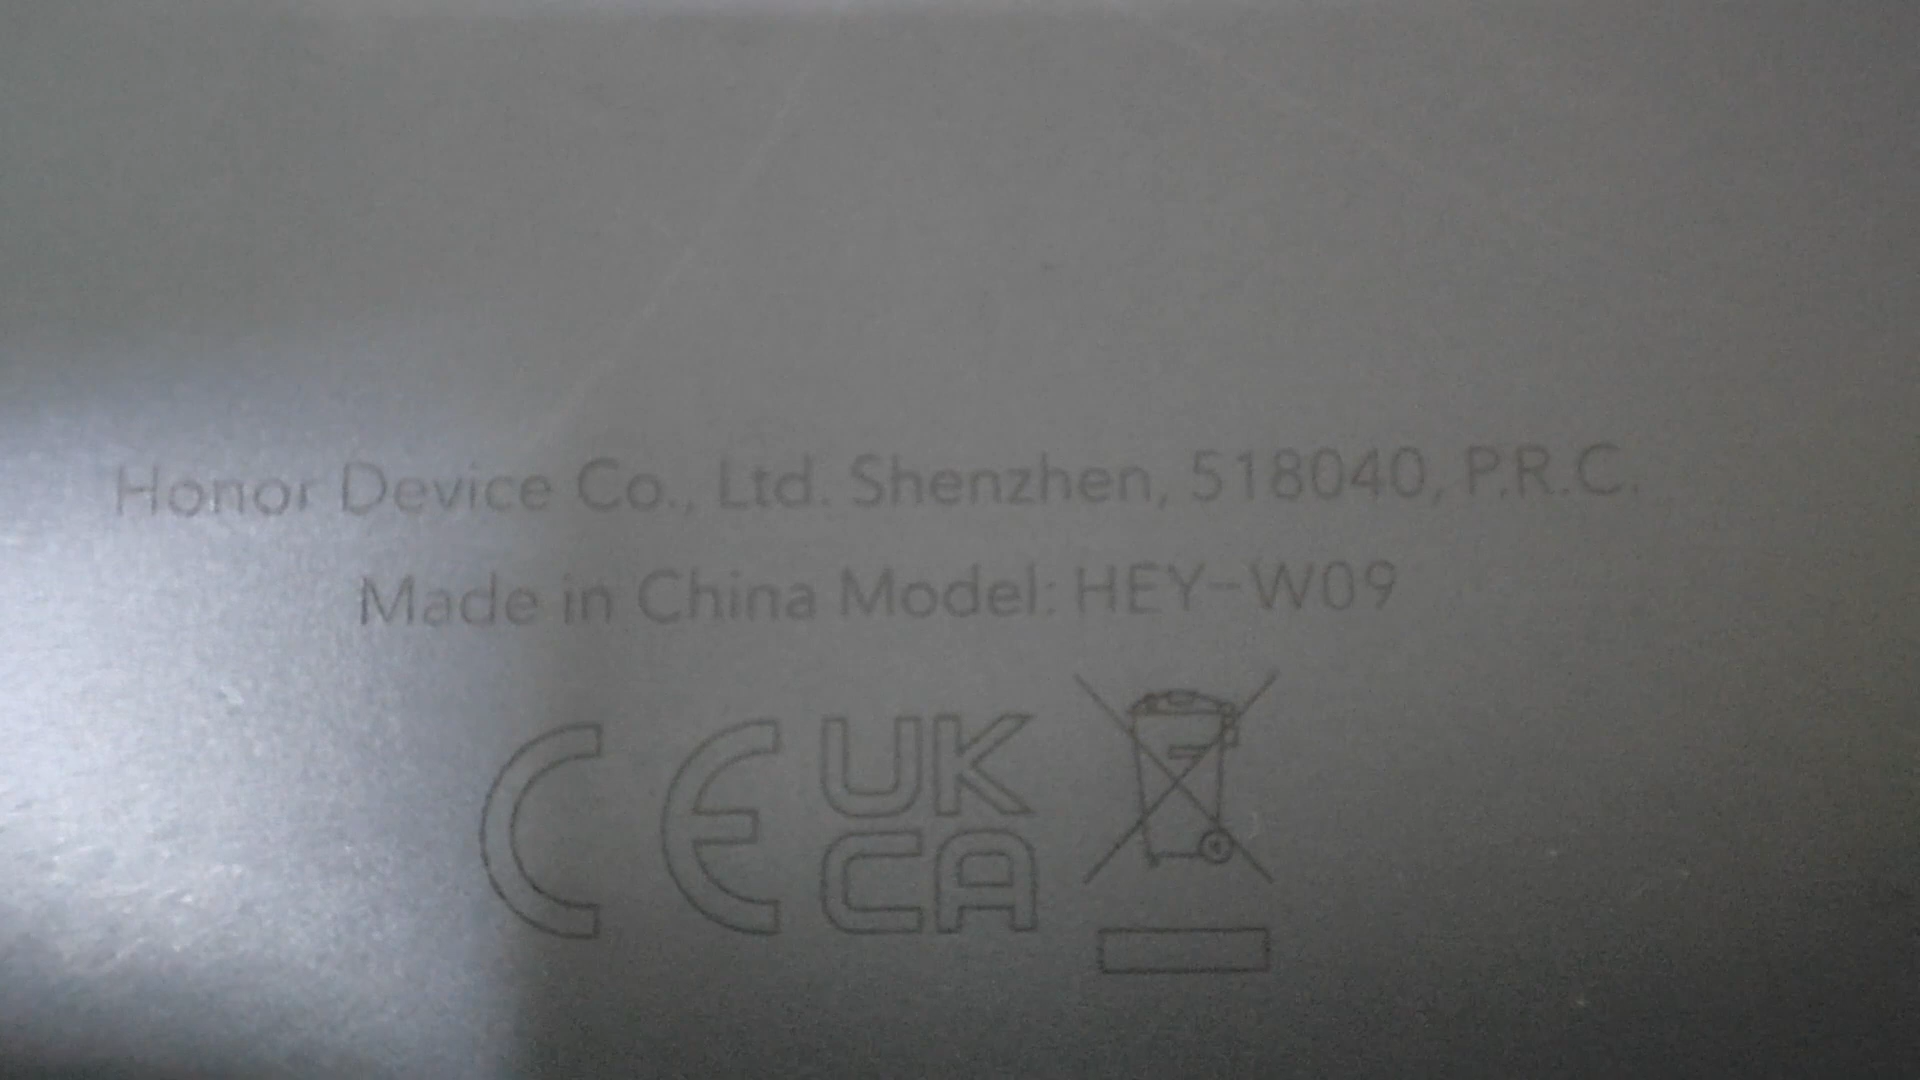 Honor Device Co., Ltd. Shenzhen, 518040, P.R.C.
Made in China Model: HEY-W09
CE UK
CA